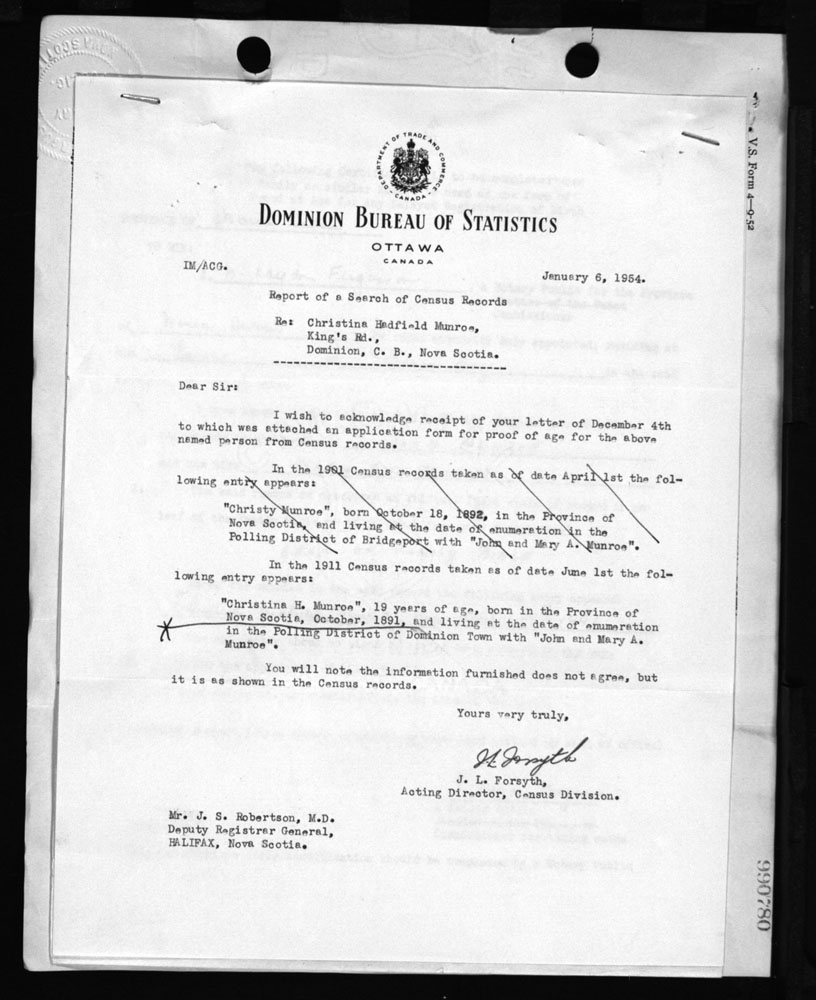 DEPARTMENT OF TRADE AND COMMERCE
CANADA
DOMINION BUREAU OF STATISTICS
OTTAWA
CANADA
IM/ACG.
January 6, 1954.
Report of a Search of Census Records
Re: Christina Hadfield Munroe,
King's Rd.,
Dominion, C. B., Nova Scotia.
Dear Sir:
I wish to acknowledge receipt of your letter of December 4th
to which was attached an application form for proof of age for the above
named person from Census records.
In the 1901 Census records taken as of date April 1st the fol-
lowing entry appears:
"Christy Munroe", born October 18, 1892, in the Province of
Nova Scotia, and living at the date of enumeration in the
Polling District of Bridgeport with "John and Mary A. Munroe".
In the 1911 Census records taken as of date June 1st the fol-
lowing entry appears:
"Christina H. Munroe", 19 years of age, born in the Province of
Nova Scotia, October, 1891, and living at the date of enumeration
in the Polling District of Dominion Town with "John and Mary A.
Munroe".
You will note the information furnished does not agree, but
it is as shown in the Census records.
Yours very truly,
J L Forsyth
J. L. Forsyth,
Acting Director, Census Division.
Mr. J. S. Robertson, M.D.
Deputy Registrar General,
HALIFAX, Nova Scotia.
V.S. Form 4—9-52
990780